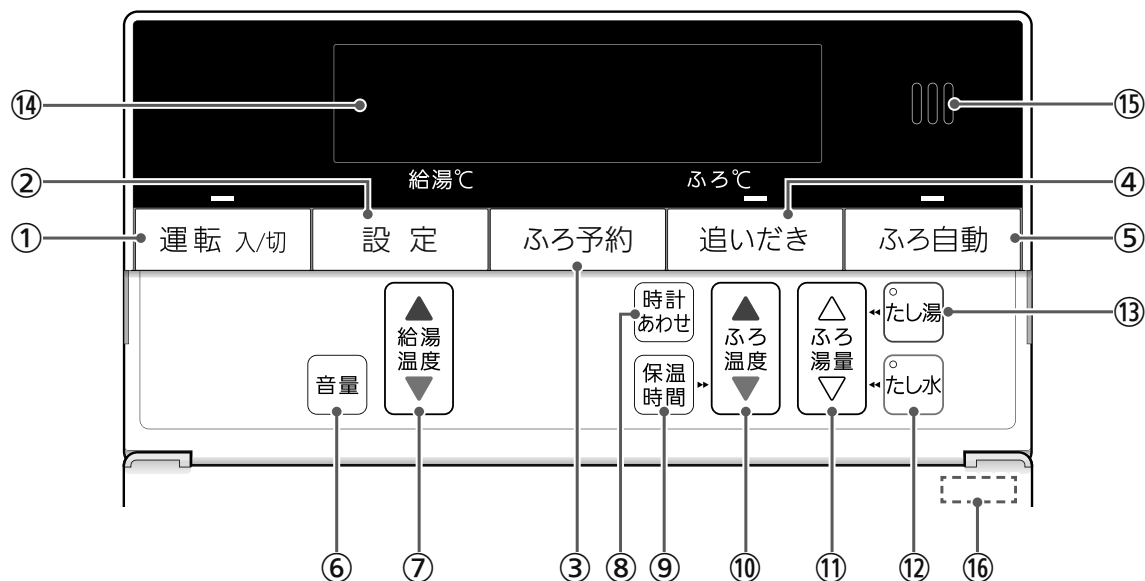 ⑭
⑮
給湯℃
ふろ℃
②
④
①
運転 入/切
設 定
ふろ予約
追いだき
ふろ自動
⑤
▲
給湯
温度
▼
音量
時計
あわせ
保温
時間
▲
ふろ
温度
▼
△
ふろ
湯量
▽
たし湯
たし水
⑬
⑥
⑦
③
⑧
⑨
⑩
⑪
⑫
⑯